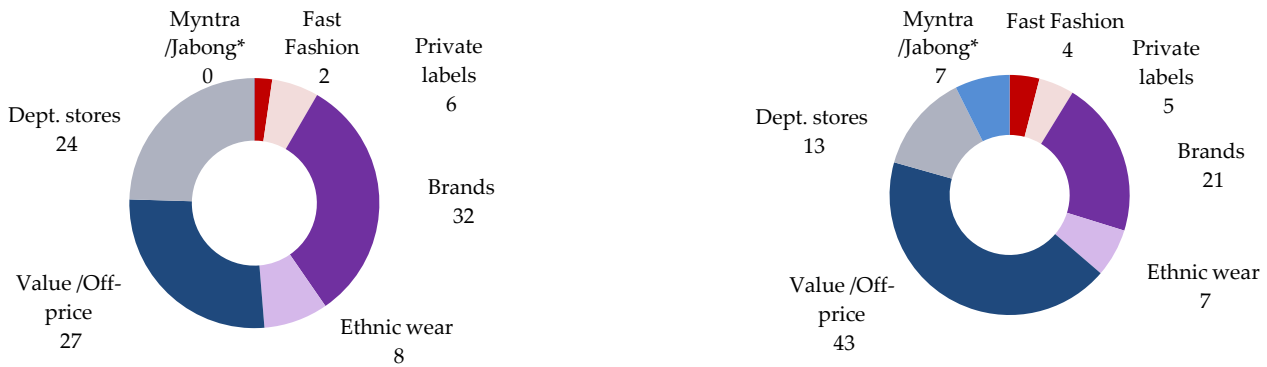 Myntra
/Jabong*
0
Fast
Fashion
2
Private
labels
6
Brands
32
Ethnic wear
8
Value /Off-
price
27
Dept. stores
24
Myntra
/Jabong*
7
Fast Fashion
4
Private
labels
5
Brands
21
Ethnic wear
7
Value /Off-
price
43
Dept. stores
13